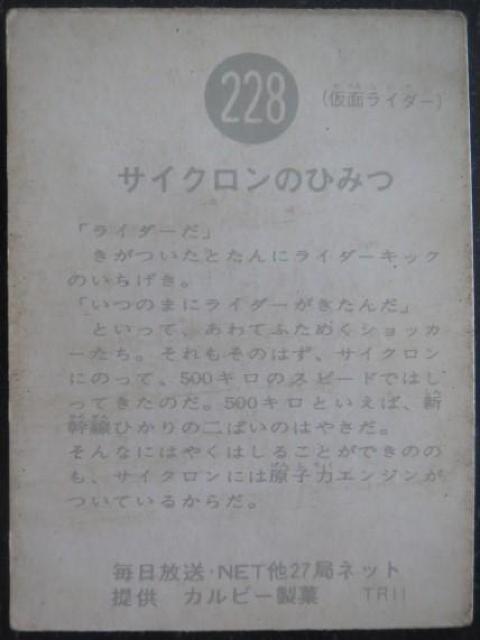 228
(仮面ライダー)
サイクロンのひみつ
「ライダーだ」
きがついたとたんにライダーキック
のいちげき。
「いつのまにライダーがきたんだ」
といって、あわてふためくショッカ
ーたち。それもそのはず、サイクロン
にのって、500キロのスピードではし
ってきたのだ。500キロといえば、新
幹線ひかりの二ばいのはやさだ。
そんなにはやくはしることができのの
も、サイクロンには原子力エンジンが
ついているからだ。
毎日放送・NET他27局ネット
提供 カルビー製菓 TR11